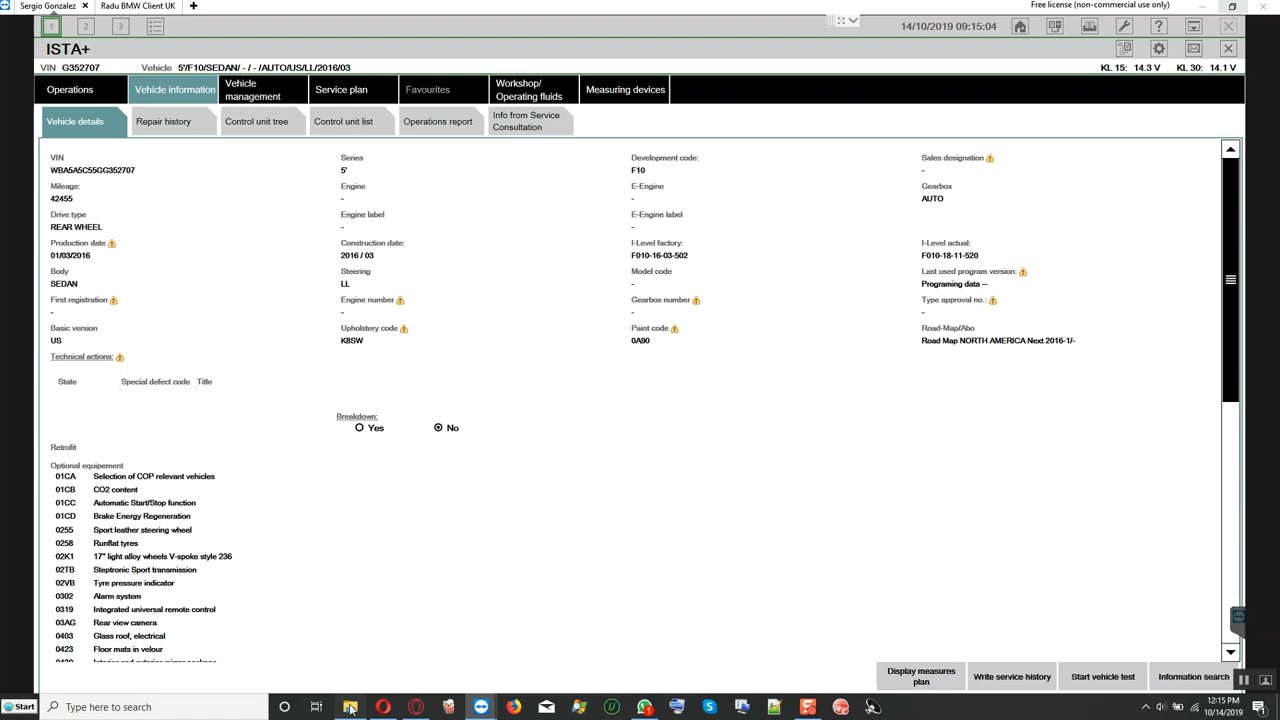 Sergio Gonzalez × Radu BMW Client UK + Free license (non-commercial use only)
1 2 3 14/10/2019 09:15:04
ISTA+
VIN G352707 Vehicle 5'/F10/SEDAN/ - / - /AUTO/US/LL/2016/03 KL 15: 14.3 V KL 30: 14.1 V
Operations Vehicle information Vehicle management Service plan Favourites Workshop/ Operating fluids Measuring devices
Vehicle details Repair history Control unit tree Control unit list Operations report Info from Service Consultation
VIN Series Development code: Sales designation
WBA5A5C55GG352707 5' F10 -
Mileage: Engine E-Engine Gearbox
42455 - - AUTO
Drive type Engine label E-Engine label
REAR WHEEL - -
Production date Construction date: I-Level factory: I-Level actual:
01/03/2016 2016 / 03 F010-16-03-502 F010-18-11-520
Body Steering Model code Last used program version:
SEDAN LL - Programing data --
First registration Engine number Gearbox number Type approval no.:
- - - -
Basic version Upholstery code Paint code Road-Map/Abo
US K8SW 0A90 Road Map NORTH AMERICA Next 2016-1/-
Technical actions:
State Special defect code Title
Breakdown:
Yes No
Retrofit
Optional equipement
01CA Selection of COP relevant vehicles
01CB CO2 content
01CC Automatic Start/Stop function
01CD Brake Energy Regeneration
0255 Sport leather steering wheel
0258 Runflat tyres
02K1 17" light alloy wheels V-spoke style 236
02TB Steptronic Sport transmission
02VB Tyre pressure indicator
0302 Alarm system
0319 Integrated universal remote control
03AG Rear view camera
0403 Glass roof, electrical
0423 Floor mats in velour
0430 Interior and exterior mirror package
Display measures plan Write service history Start vehicle test Information search
Start Type here to search 12:15 PM
10/14/2019